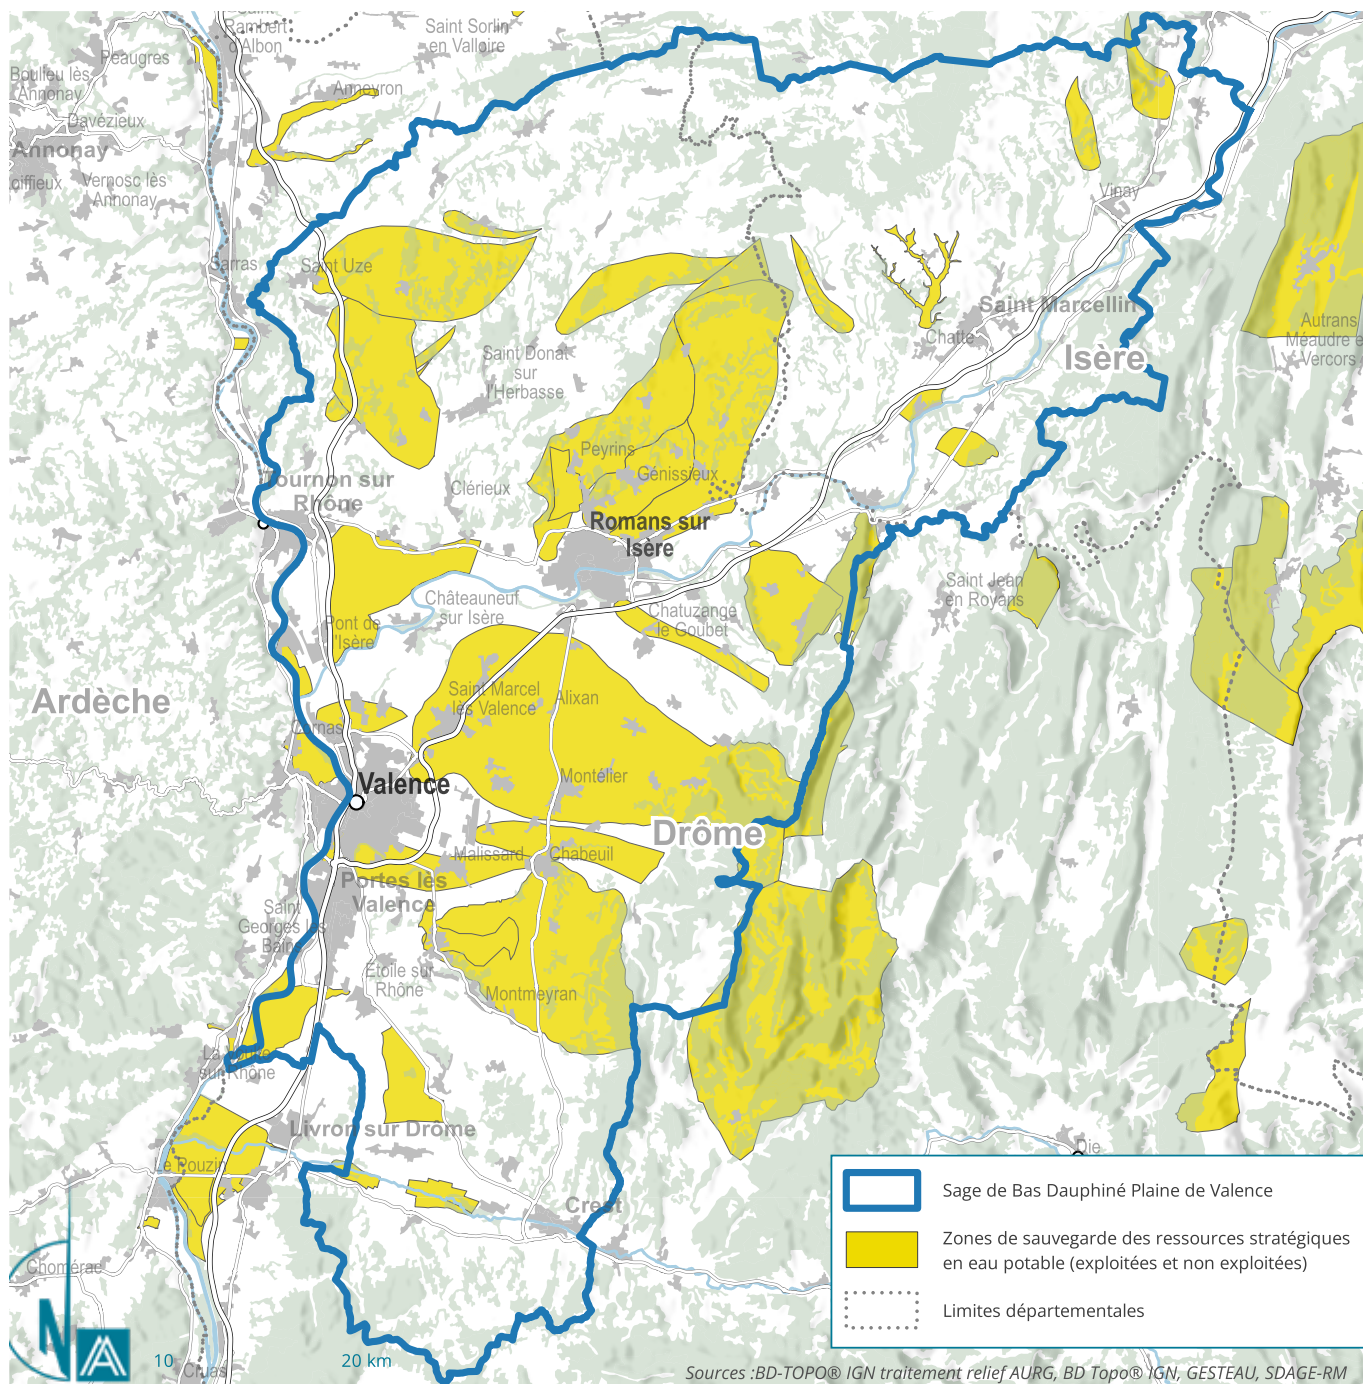 Saint
Rambert
d'Albon
Saint Sorlin
en Valloire
Peaugres
Boulieu lès
Annonay
Anneyron
Davézieux
Annonay
Vernosc lès
Annonay
Vinay
Sarras
Saint Uze
Saint Marcellin
Chatte
Autrans
Méaudre e
Vercors
Isère
Saint Donat
sur
l'Herbasse
Peyrins
Génissieux
Clérieux
Tournon sur
Rhône
Romans sur
Isère
Châteauneuf
sur Isère
Chatuzange
le Goubet
Saint Jean
en Royans
Pont de
l'Isère
Ardèche
Saint Marcel
lès Valence
Alixan
Cornas
Valence
Montélier
Drôme
Malissard
Chabeuil
Portes lès
Valence
Saint
Georges les
Bains
Etoile sur
Rhône
Montmeyran
La Voulte
sur Rhône
Livron sur Drôme
Le Pouzin
Crest
Die
Chomérac
Cruas
N
10
20 km
Sage de Bas Dauphiné Plaine de Valence
Zones de sauvegarde des ressources stratégiques
en eau potable (exploitées et non exploitées)
Limites départementales
Sources :BD-TOPO® IGN traitement relief AURG, BD Topo® IGN, GESTEAU, SDAGE-RM